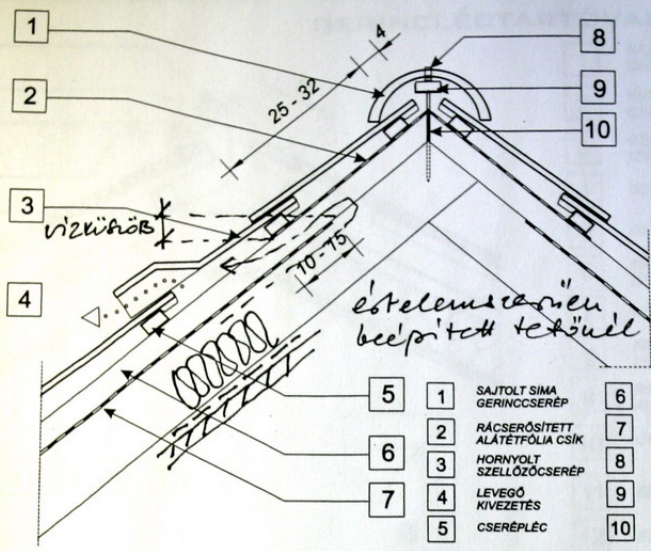 GERINCLÉCTARTÓVAL
1
4
8
25 - 32
2
9
10
3
vízküszöb
10-15
4
értelemszerűen
beépített tetőnél
5
6
7
1 SAJTOLT SIMA GERINCCSERÉP 6
2 RÁCSERŐSÍTETT ALÁTÉTFÓLIA CSÍK 7
3 HORNYOLT SZELLŐZŐCSERÉP 8
4 LEVEGŐ KIVEZETÉS 9
5 CSERÉPLÉC 10